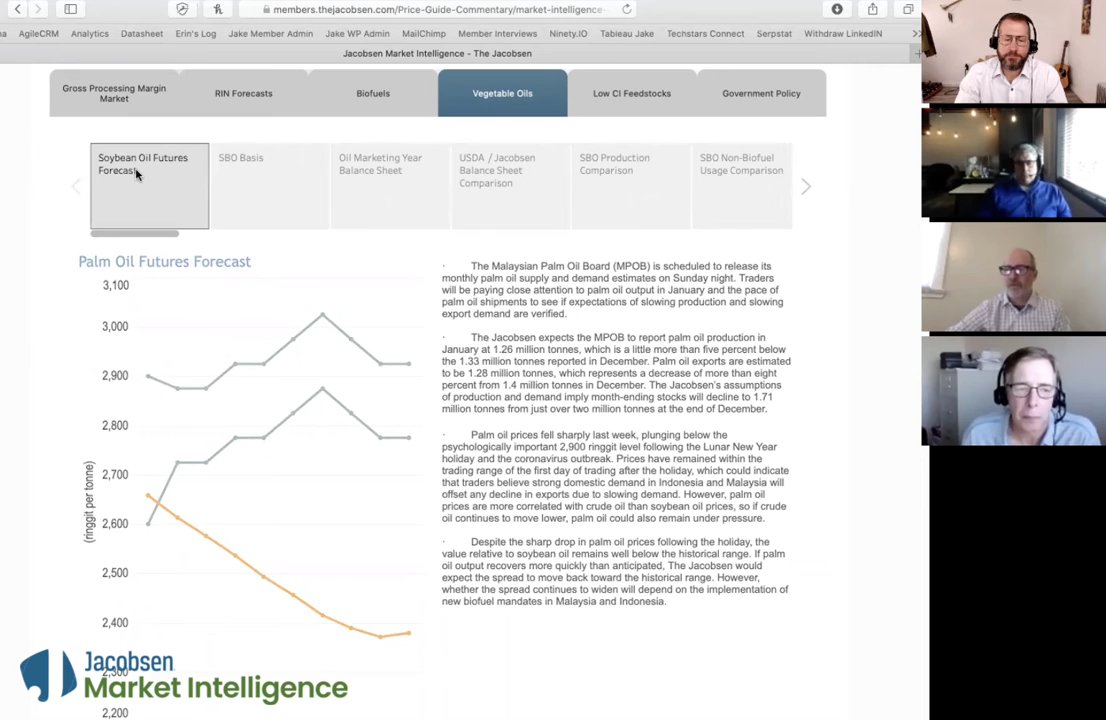 members.thejacobsen.com/Price-Guide-Commentary/market-intelligence-
AgileCRM Analytics Datasheet Erin's Log Jake Member Admin Jake WP Admin MailChimp Member Interviews Ninety.IO Tableau Jake Techstars Connect Serpstat Withdraw LinkedIN
Jacobsen Market Intelligence - The Jacobsen
Gross Processing Margin
Market
RIN Forecasts
Biofuels
Vegetable Oils
Low CI Feedstocks
Government Policy
Soybean Oil Futures
Forecast
SBO Basis
Oil Marketing Year
Balance Sheet
USDA / Jacobsen
Balance Sheet
Comparison
SBO Production
Comparison
SBO Non-Biofuel
Usage Comparison
Palm Oil Futures Forecast
3,100
3,000
2,900
2,800
2,700
2,600
2,500
2,400
2,300
2,200
(ringgit per tonne)
· The Malaysian Palm Oil Board (MPOB) is scheduled to release its
monthly palm oil supply and demand estimates on Sunday night. Traders
will be paying close attention to palm oil output in January and the pace of
palm oil shipments to see if expectations of slowing production and slowing
export demand are verified.
· The Jacobsen expects the MPOB to report palm oil production in
January at 1.26 million tonnes, which is a little more than five percent below
the 1.33 million tonnes reported in December. Palm oil exports are estimated
to be 1.28 million tonnes, which represents a decrease of more than eight
percent from 1.4 million tonnes in December. The Jacobsen's assumptions
of production and demand imply month-ending stocks will decline to 1.71
million tonnes from just over two million tonnes at the end of December.
· Palm oil prices fell sharply last week, plunging below the
psychologically important 2,900 ringgit level following the Lunar New Year
holiday and the coronavirus outbreak. Prices have remained within the
trading range of the first day of trading after the holiday, which could indicate
that traders believe strong domestic demand in Indonesia and Malaysia will
offset any decline in exports due to slowing demand. However, palm oil
prices are more correlated with crude oil than soybean oil prices, so if crude
oil continues to move lower, palm oil could also remain under pressure.
· Despite the sharp drop in palm oil prices following the holiday, the
value relative to soybean oil remains well below the historical range. If palm
oil output recovers more quickly than anticipated, The Jacobsen would
expect the spread to move back toward the historical range. However,
whether the spread continues to widen will depend on the implementation of
new biofuel mandates in Malaysia and Indonesia.
Jacobsen
Market Intelligence